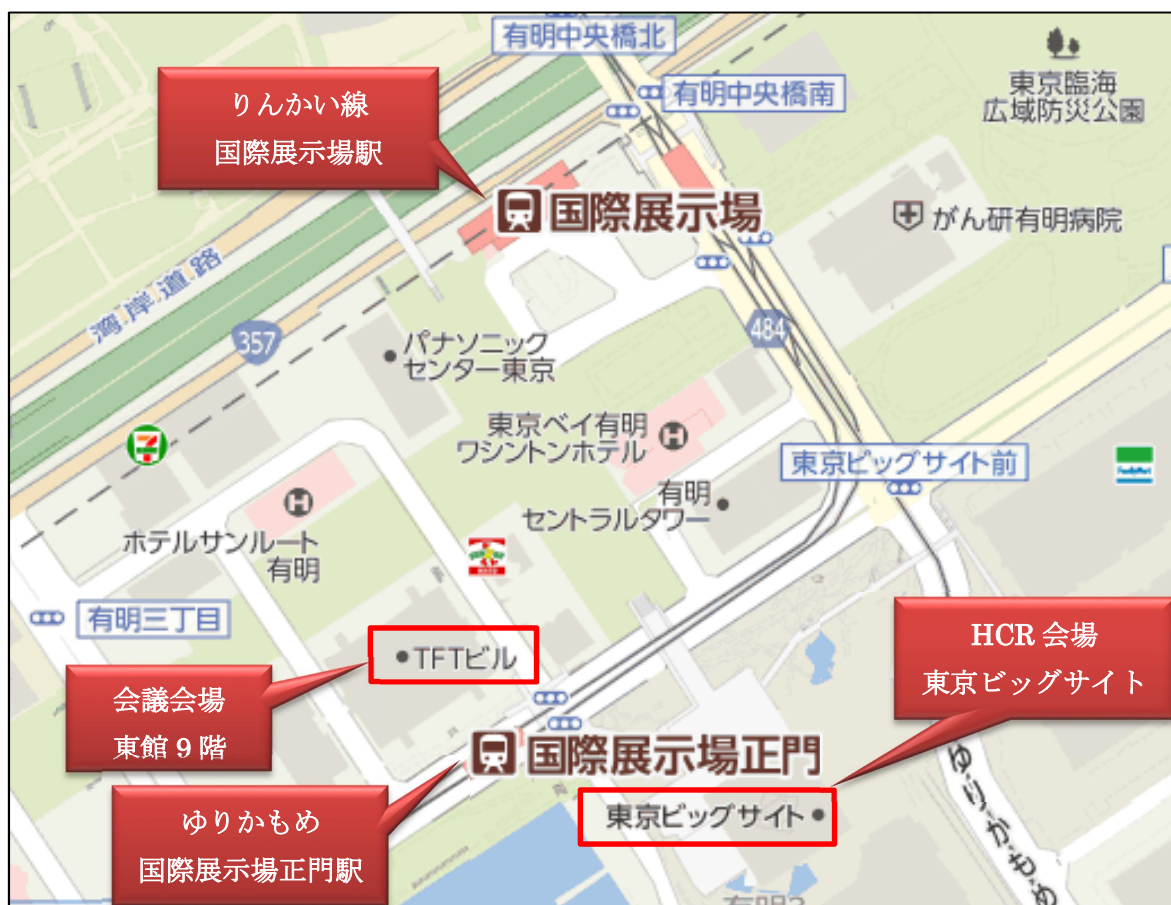 有明中央橋北
りんかい線
国際展示場駅
有明中央橋南
東京臨海
広域防災公園
国際展示場
がん研有明病院
湾岸道路
357
484
パナソニック
センター東京
東京ベイ有明
ワシントンホテル
東京ビッグサイト前
FamilyMart
有明
セントラルタワー
ホテルサンルート
有明
有明三丁目
TFTビル
HCR 会場
東京ビッグサイト
会議会場
東館 9 階
国際展示場正門
東京ビッグサイト
ゆりかもめ
ゆりかもめ
国際展示場正門駅